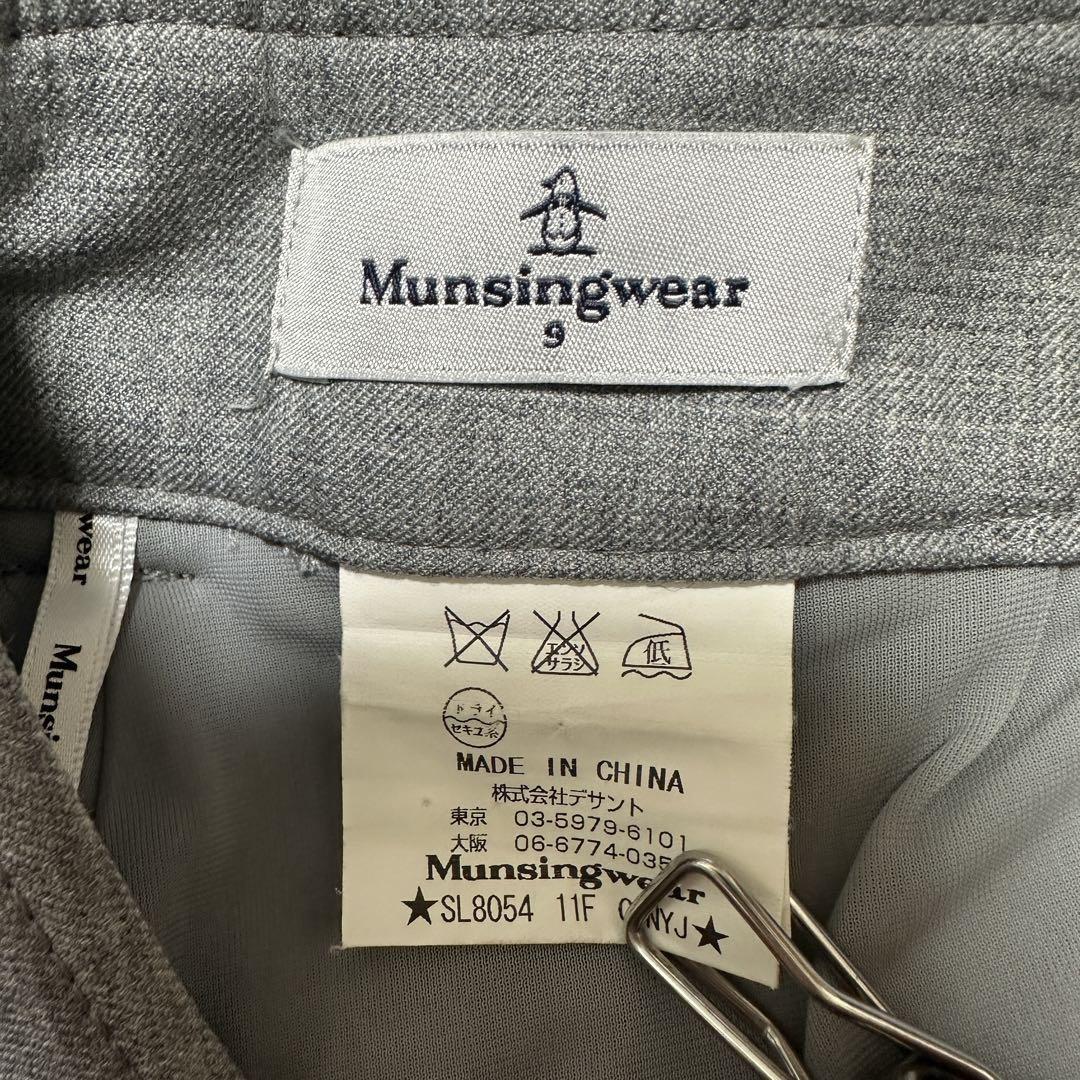 Munsingwear
9
wear
Muns
エンソ
サラシ
低
ドライ
セキユ系
MADE IN CHINA
株式会社デサント
東京 03-5979-6101
大阪 06-6774-035
Munsingwear
★SL8054 11F NYJ★